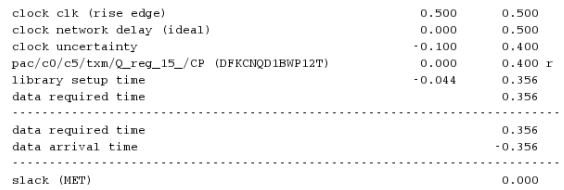 clock clk (rise edge) 0.500 0.500
clock network delay (ideal) 0.000 0.500
clock uncertainty -0.100 0.400
pac/c0/c5/txm/Q_reg_15_/CP (DFKCNQD1BWP12T) 0.000 0.400 r
library setup time -0.044 0.356
data required time 0.356
--------------------------------------------------------------------------
data required time 0.356
data arrival time -0.356
--------------------------------------------------------------------------
slack (MET) 0.000